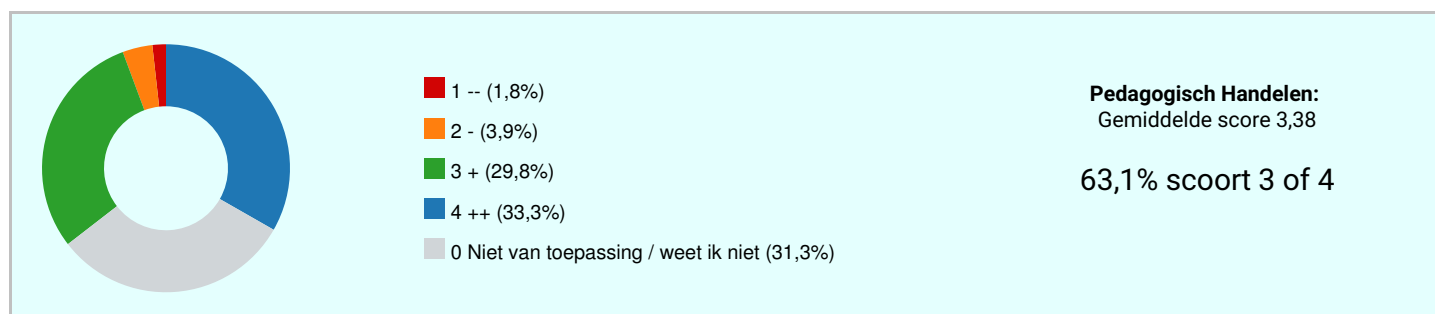 1 -- (1,8%)
2 - (3,9%)
3 + (29,8%)
4 ++ (33,3%)
0 Niet van toepassing / weet ik niet (31,3%)
Pedagogisch Handelen:
Gemiddelde score 3,38
63,1% scoort 3 of 4